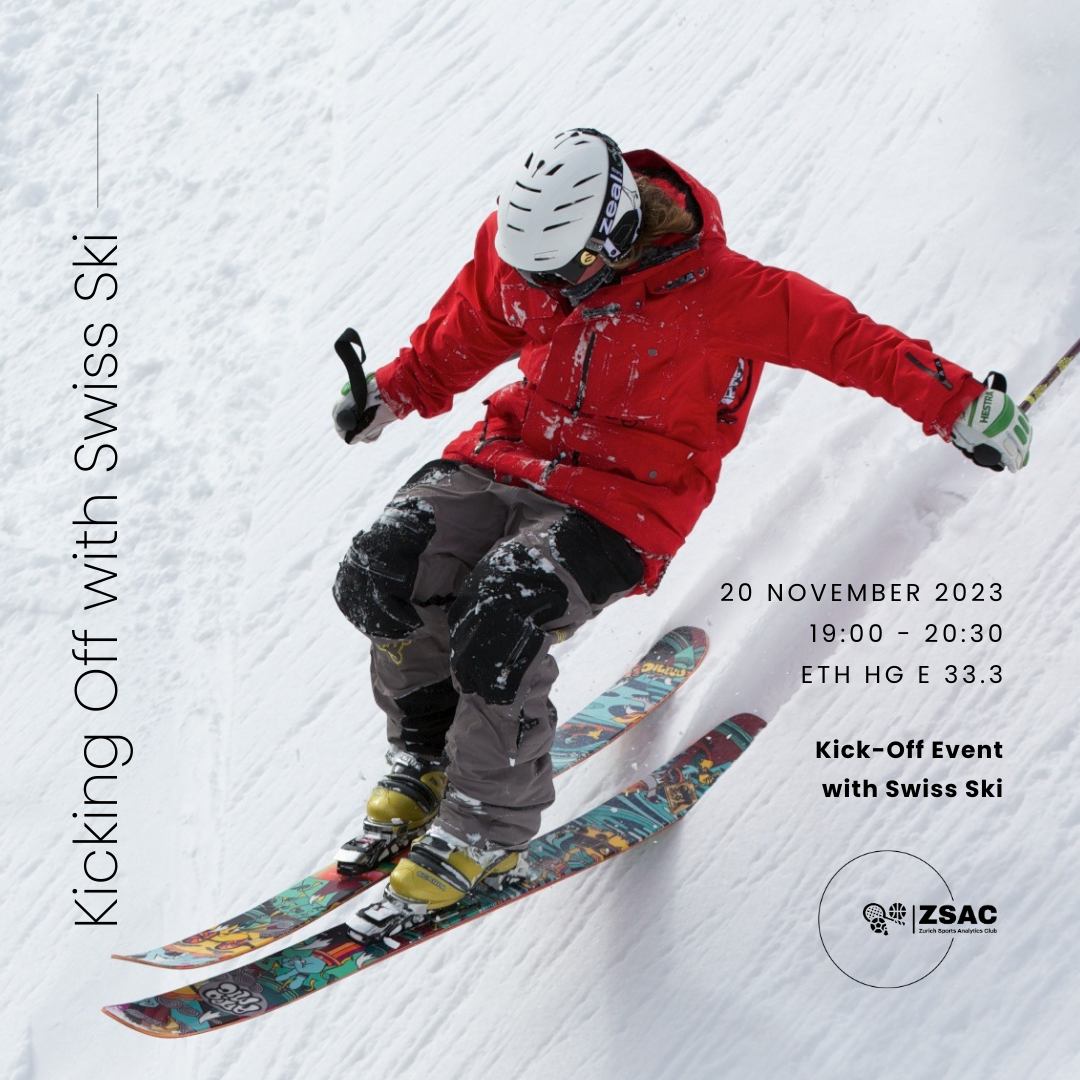 Kicking Off with Swiss Ski
zeal
HESTRA
20 NOVEMBER 2023
19:00 - 20:30
ETH HG E 33.3
Kick-Off Event
with Swiss Ski
ZSAC
Zurich Sports Analytics Club